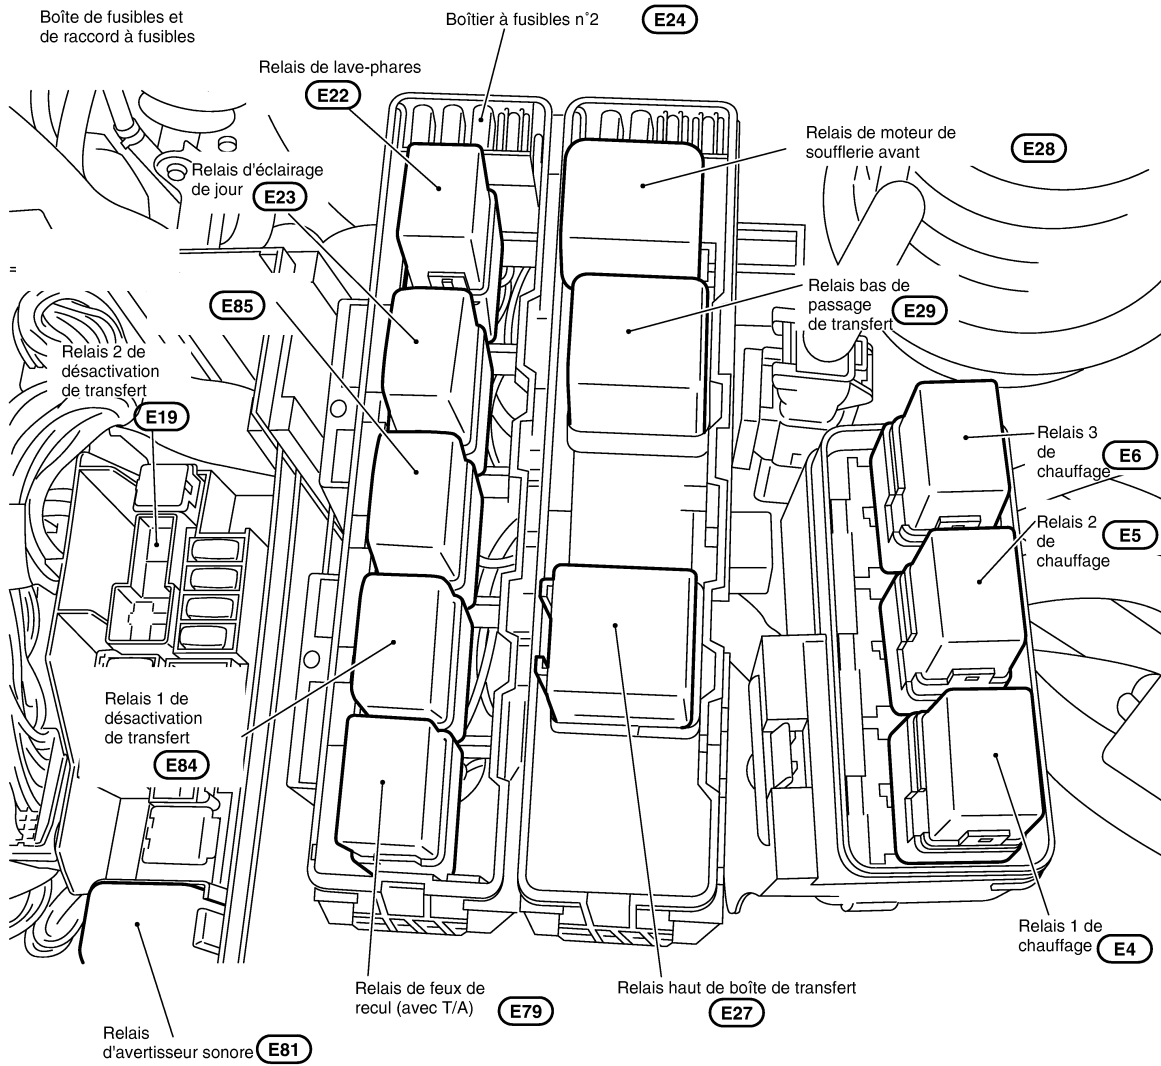 Boîte de fusibles et
de raccord à fusibles
Boîtier à fusibles n°2
E24
Relais de lave-phares
E22
Relais de moteur de
soufflerie avant
E28
Relais d'éclairage
de jour
E23
E85
Relais bas de
passage
de transfert
E29
Relais 2 de
désactivation
de transfert
E19
Relais 3
de
chauffage
E6
Relais 2
de
chauffage
E5
Relais 1 de
désactivation
de transfert
E84
Relais 1 de
chauffage
E4
Relais de feux de
recul (avec T/A)
E79
Relais haut de boîte de transfert
E27
Relais
d'avertisseur sonore
E81